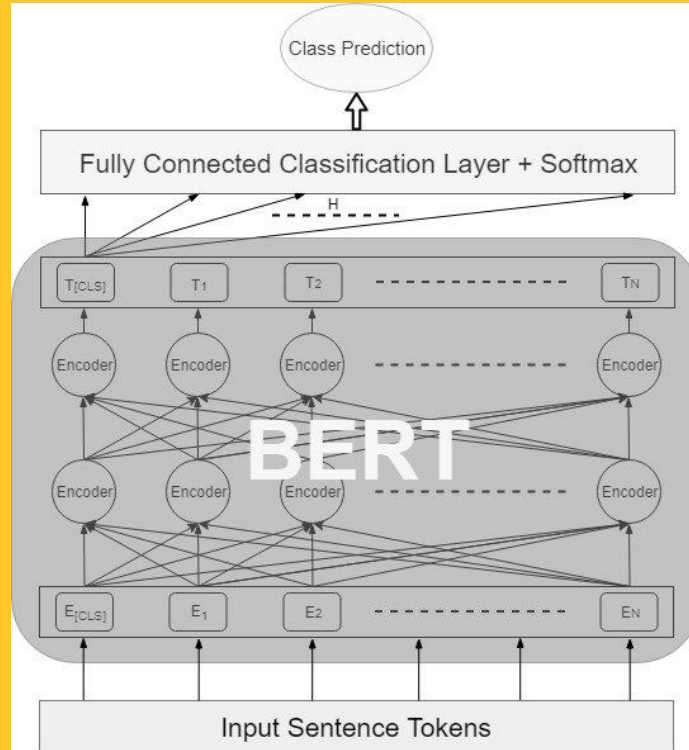 Class Prediction
Fully Connected Classification Layer + Softmax
H
T[CLS] T1 T2 TN
Encoder Encoder Encoder Encoder
BERT
Encoder Encoder Encoder Encoder
E[CLS] E1 E2 EN
Input Sentence Tokens